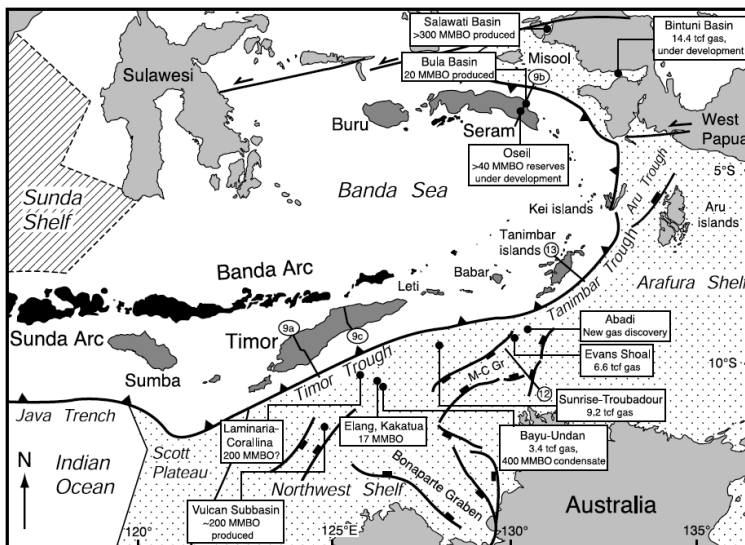 Salawati Basin
>300 MMBO produced
Bintuni Basin
14.4 tcf gas,
under development
Bula Basin
20 MMBO produced
Misool
9b
Sulawesi
Buru
Seram
West
Papua
Oseil
>40 MMBO reserves
under development
5°S
Sunda
Shelf
Banda Sea
Kei islands
Aru Trough
Aru
islands
Tanimbar
islands
13
Banda Arc
Leti
Babar
Tanimbar Trough
Arafura Shelf
9a
9c
Sunda Arc
Timor
Timor Trough
Abadi
New gas discovery
Sumba
M-C Gr
Evans Shoal
6.6 tcf gas
10°S
12
Sunrise-Troubadour
9.2 tcf gas
Java Trench
Laminaria-
Corallina
200 MMBO?
Elang, Kakatua
17 MMBO
Bayu-Undan
3.4 tcf gas,
400 MMBO condensate
N
Indian
Ocean
Scott
Plateau
Vulcan Subbasin
~200 MMBO
produced
Northwest Shelf
Bonaparte Graben
Australia
120°
125°E
130°
135°